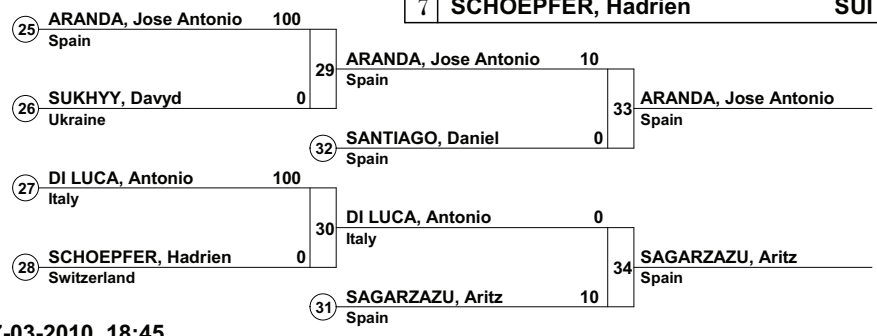 7 SCHOEPFER, Hadrien SUI
25 ARANDA, Jose Antonio 100
Spain
29 ARANDA, Jose Antonio 10
Spain
26 SUKHYY, Davyd 0
Ukraine
33 ARANDA, Jose Antonio
Spain
32 SANTIAGO, Daniel 0
Spain
27 DI LUCA, Antonio 100
Italy
30 DI LUCA, Antonio 0
Italy
28 SCHOEPFER, Hadrien 0
Switzerland
34 SAGARZAZU, Aritz
Spain
31 SAGARZAZU, Aritz 10
Spain
-03-2010 18:45